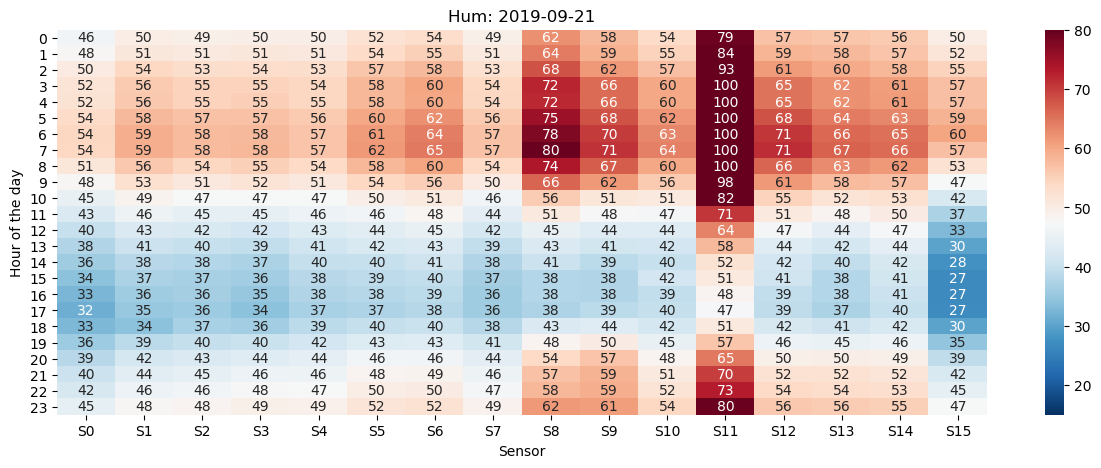 Hum: 2019-09-21
0 46 50 49 50 50 52 54 49 62 58 54 79 57 57 56 50
1 48 51 51 51 51 54 55 51 64 59 55 84 59 58 57 52
2 50 54 53 54 53 57 58 53 68 62 57 93 61 60 58 55
3 52 56 55 55 54 58 60 54 72 66 60 100 65 62 61 57
4 52 56 55 55 54 58 60 54 72 66 60 100 65 62 61 57
5 54 58 57 57 56 60 62 56 75 68 62 100 68 64 63 59
6 54 59 58 58 57 61 64 57 78 70 63 100 71 66 65 60
7 54 59 58 58 57 62 65 57 80 71 64 100 71 67 66 57
8 51 56 54 55 54 58 60 54 74 67 60 100 66 63 62 53
9 48 53 51 52 51 54 56 50 66 62 56 98 61 58 57 47
10 45 49 47 47 47 50 51 46 56 51 51 82 55 52 53 42
11 43 46 45 45 46 46 48 44 51 48 47 71 51 48 50 37
12 40 43 42 42 43 44 45 42 45 44 44 64 47 44 47 33
13 38 41 40 39 41 42 43 39 43 41 42 58 44 42 44 30
14 36 38 38 37 40 40 41 38 41 39 40 52 42 40 42 28
15 34 37 37 36 38 39 40 37 38 38 42 51 41 38 41 27
16 33 36 36 35 38 38 39 36 38 38 39 48 39 38 41 27
17 32 35 36 34 37 37 38 36 38 39 40 47 39 37 40 27
18 33 34 37 36 39 40 40 38 43 44 42 51 42 41 42 30
19 36 39 40 40 42 43 43 41 48 50 45 57 46 45 46 35
20 39 42 43 44 44 46 46 44 54 57 48 65 50 50 49 39
21 40 44 45 46 46 48 49 46 57 59 51 70 52 52 52 42
22 42 46 46 48 47 50 50 47 58 59 52 73 54 54 53 45
23 45 48 48 49 49 52 52 49 62 61 54 80 56 56 55 47
S0 S1 S2 S3 S4 S5 S6 S7 S8 S9 S10 S11 S12 S13 S14 S15
Sensor
Hour of the day
80
70
60
50
40
30
20